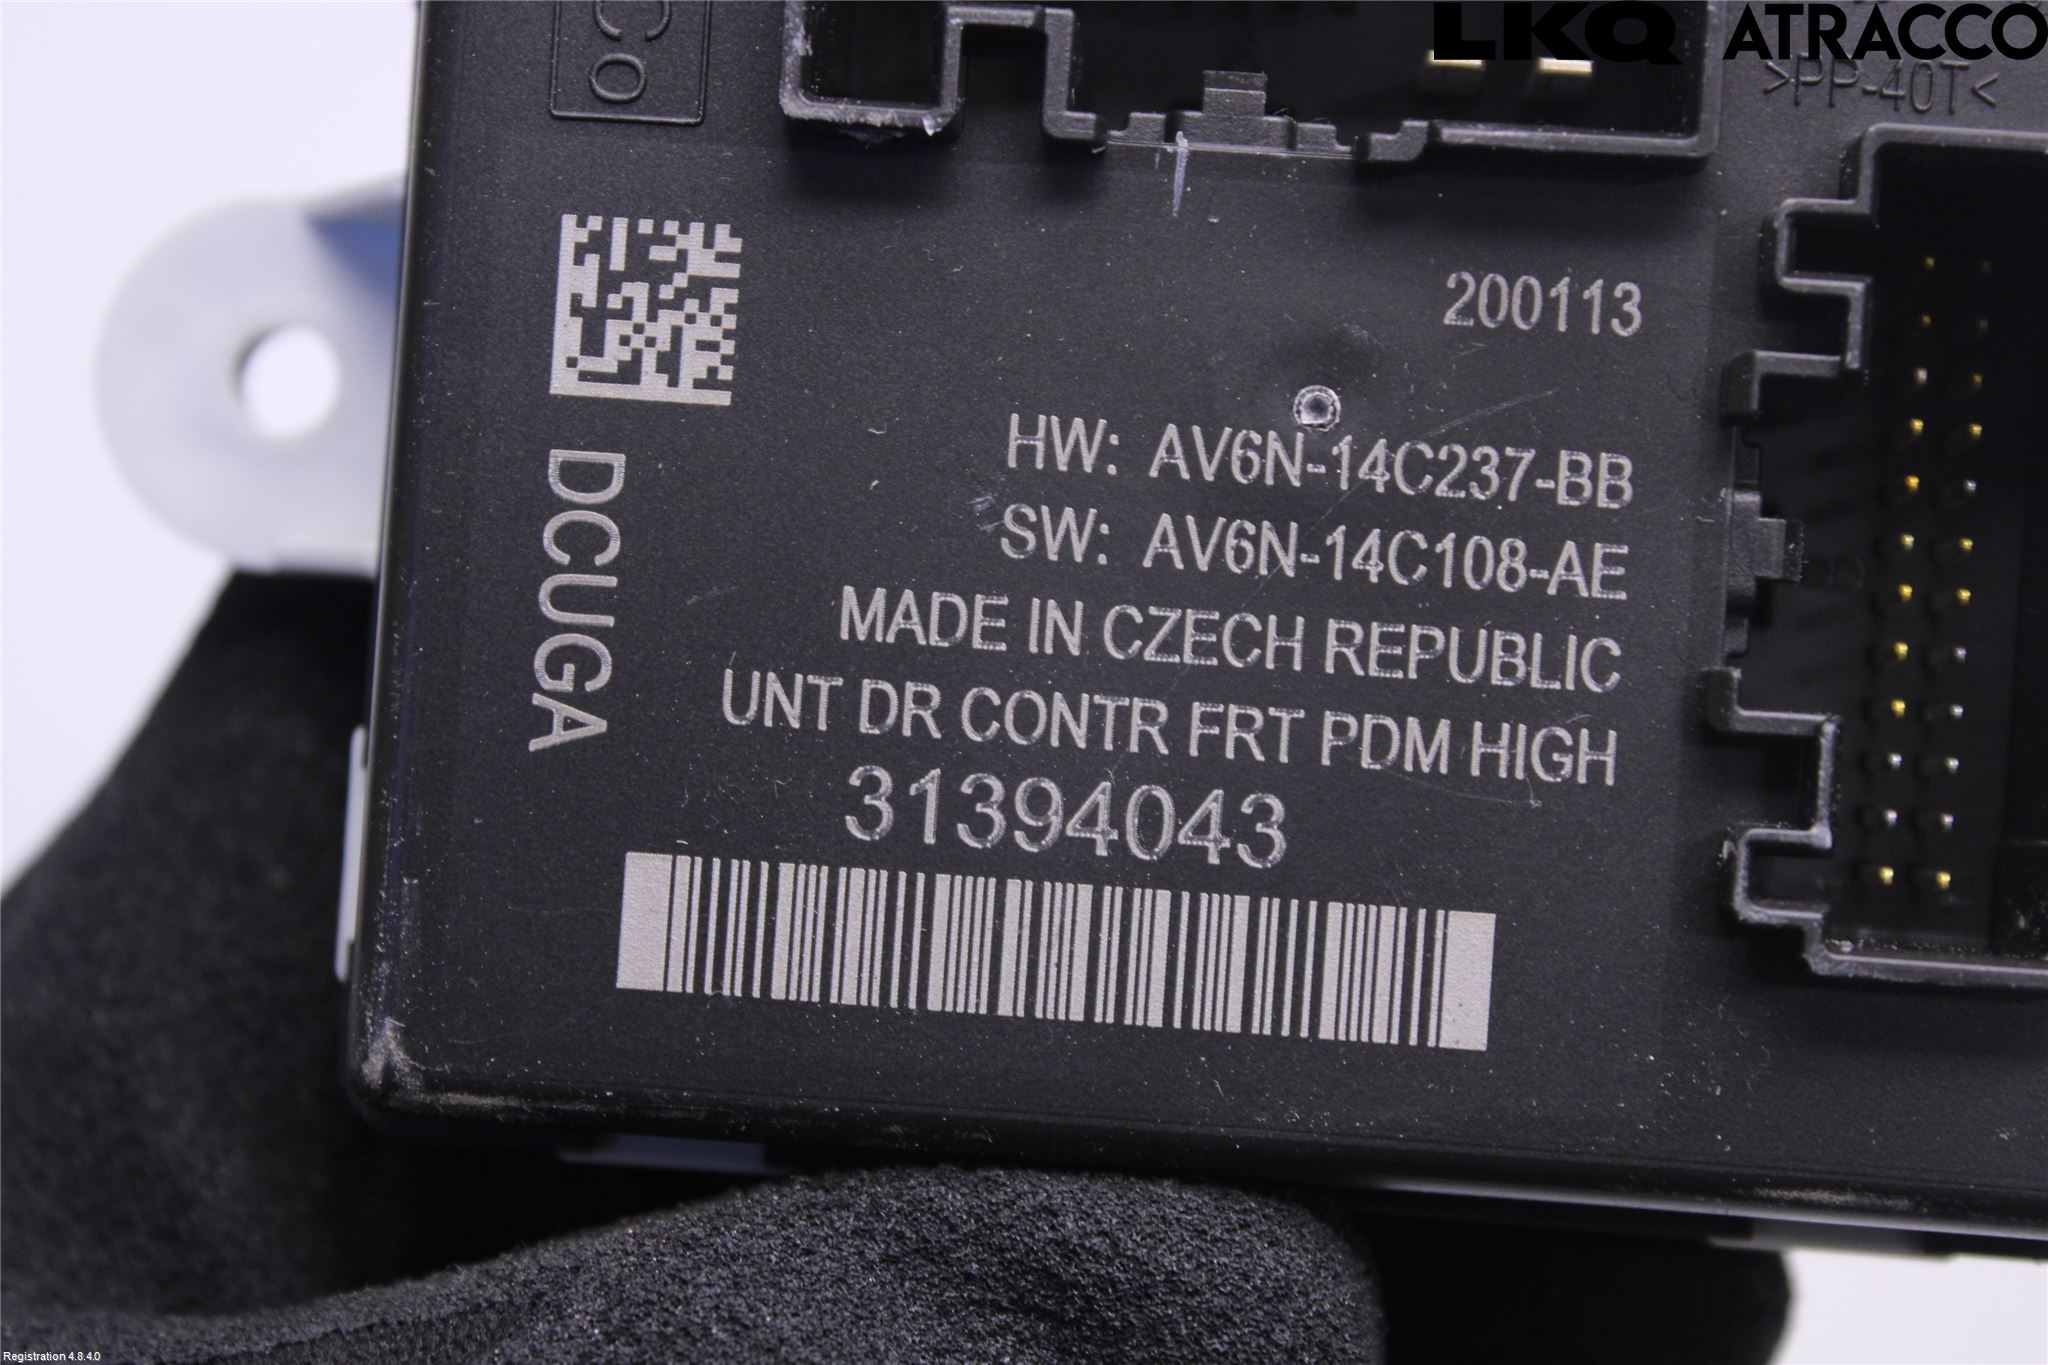 LKQ ATRACCO
Co
>PP-40T<
200113
HW: AV6N-14C237-BB
SW: AV6N-14C108-AE
MADE IN CZECH REPUBLIC
UNT DR CONTR FRT PDM HIGH
31394043
DCUGA
Registration 4.8.4.0